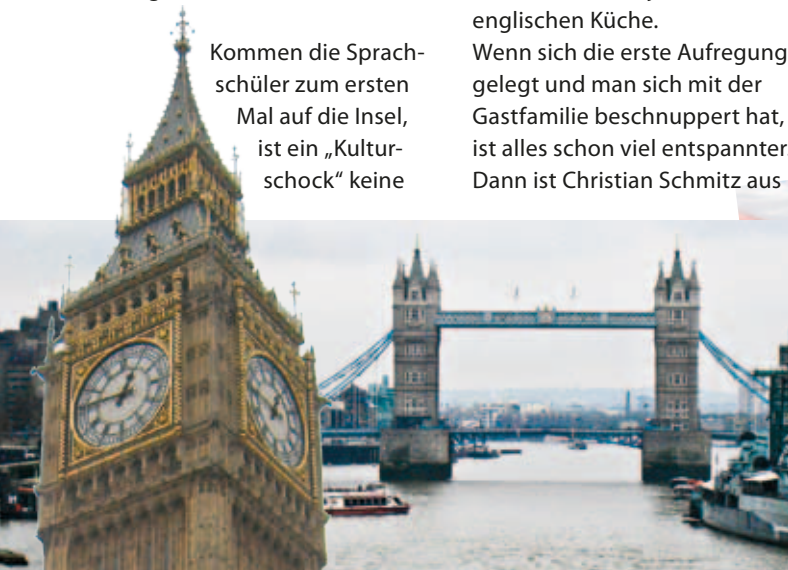 Kommen die Sprach-
schüler zum ersten
Mal auf die Insel,
ist ein „Kultur-
schock“ keine
englischen Küche.
Wenn sich die erste Aufregung
gelegt und man sich mit der
Gastfamilie beschnuppert hat,
ist alles schon viel entspannter.
Dann ist Christian Schmitz aus